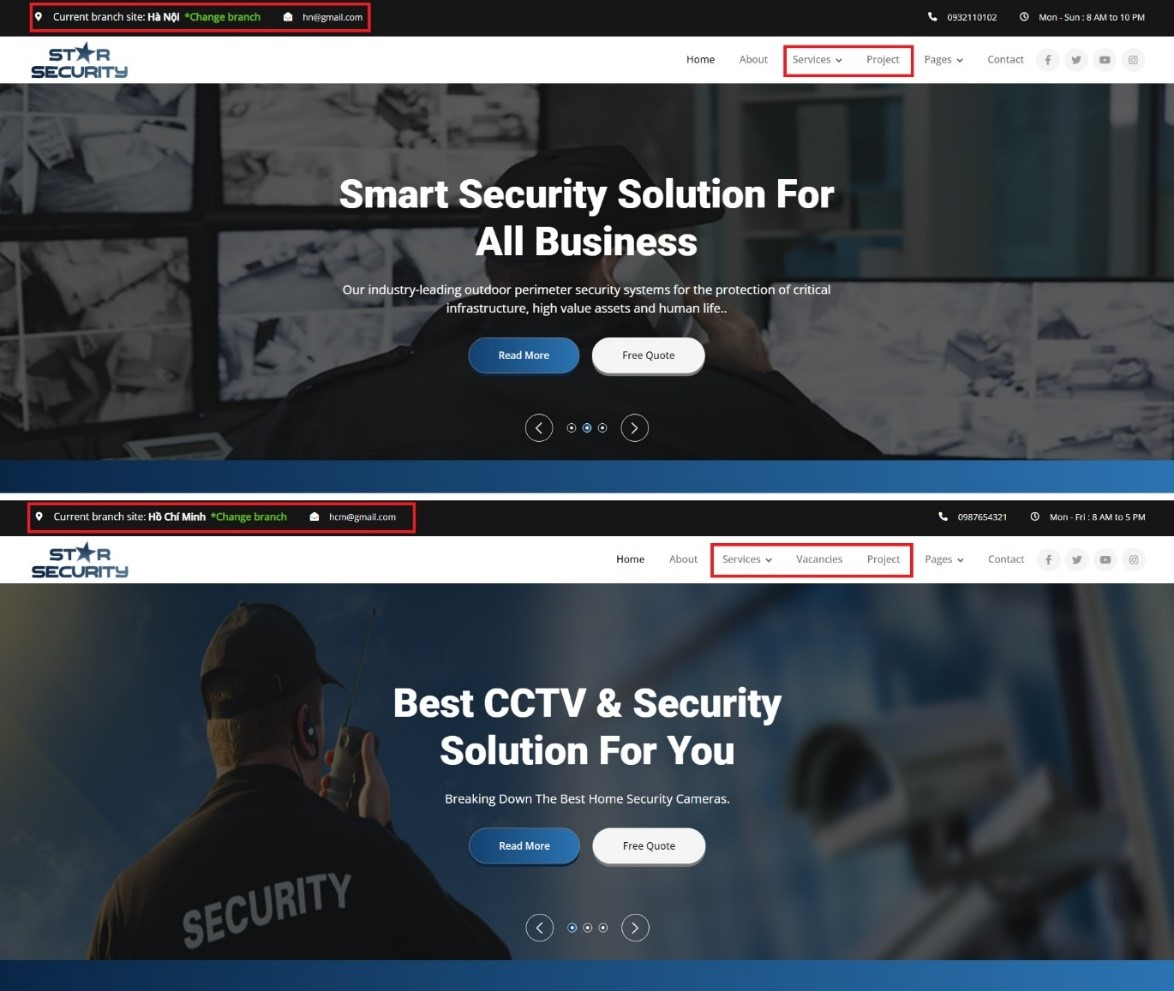 Current branch site: Hà Nội *Change branch hn@gmail.com 0932110102 Mon - Sun : 8 AM to 10 PM
STAR
SECURITY
Home About Services Project Pages Contact
Smart Security Solution For
All Business
Our industry-leading outdoor perimeter security systems for the protection of critical
infrastructure, high value assets and human life..
Read More Free Quote
Current branch site: Hồ Chí Minh *Change branch hcm@gmail.com 0987654321 Mon - Fri : 8 AM to 5 PM
STAR
SECURITY
Home About Services Vacancies Project Pages Contact
Best CCTV & Security
Solution For You
Breaking Down The Best Home Security Cameras.
Read More Free Quote
SECURITY